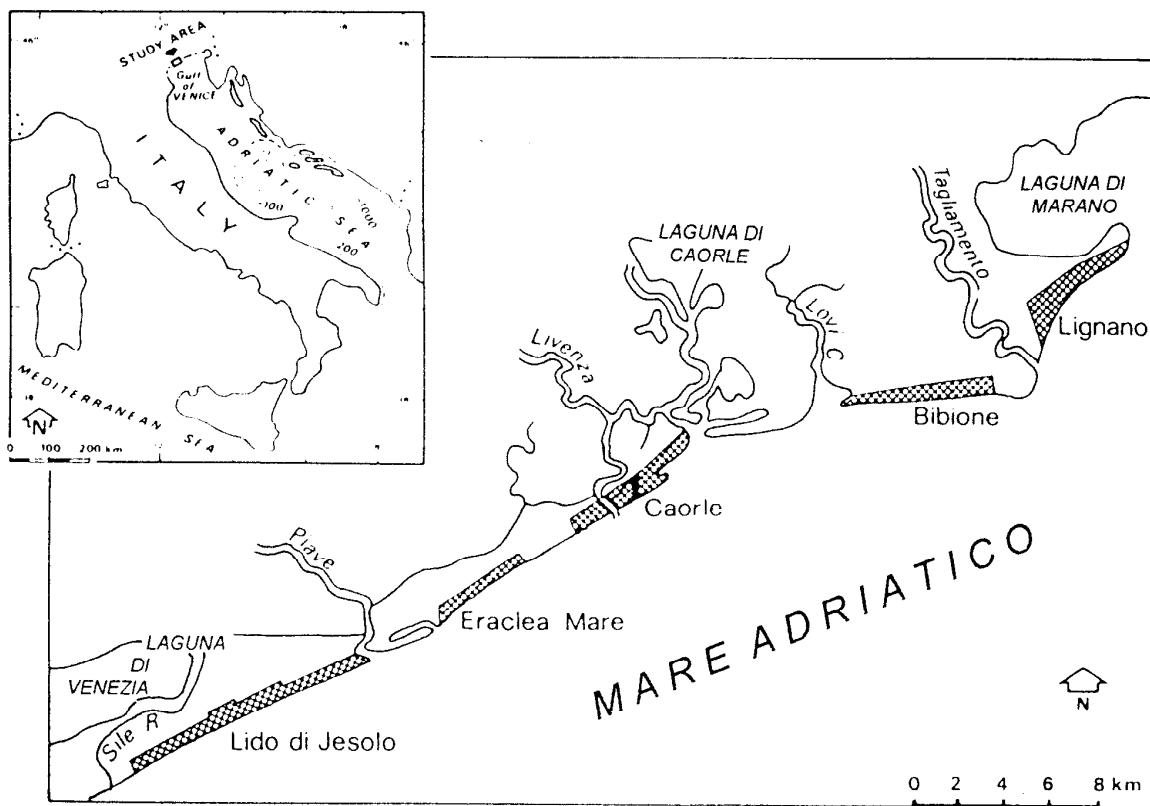 STUDY AREA
Gulf
of
VENICE
ITALY
ADRIATIC SEA
200
MEDITERRANEAN SEA
N
0 100 200 km
LAGUNA DI
MARANO
Tagliamento
Lignano
LAGUNA DI
CAORLE
Lovi C
Livenza
Bibione
Caorle
Piave
Eraclea Mare
MARE ADRIATICO
LAGUNA
DI
VENEZIA
Sile R
Lido di Jesolo
N
0 2 4 6 8 km